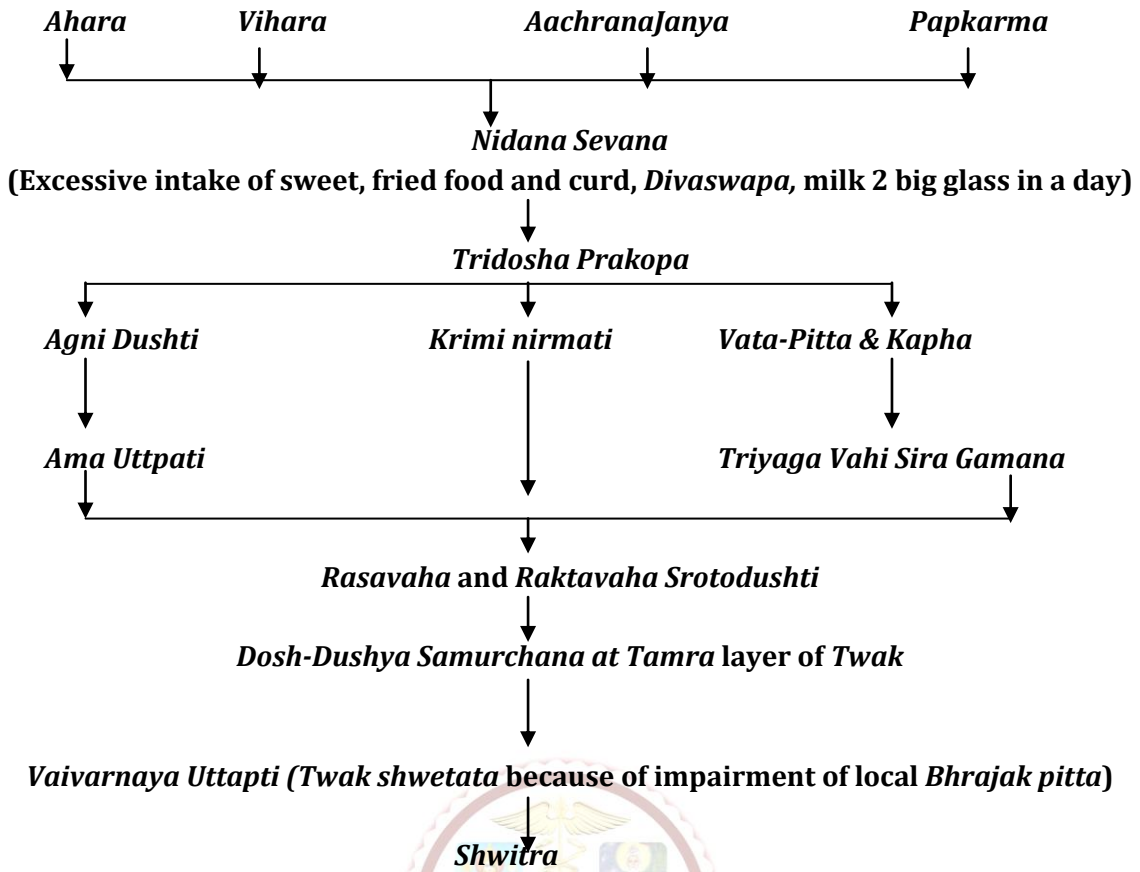 Ahara Vihara AachranaJanya Papkarma
Nidana Sevana
(Excessive intake of sweet, fried food and curd, Divaswapa, milk 2 big glass in a day)
Tridosha Prakopa
Agni Dushti Krimi nirmati Vata-Pitta & Kapha
Ama Uttpati Triyaga Vahi Sira Gamana
Rasavaha and Raktavaha Srotodushti
Dosh-Dushya Samurchana at Tamra layer of Twak
Vaivarnaya Uttapti (Twak shwetata because of impairment of local Bhrajak pitta)
Shwitra